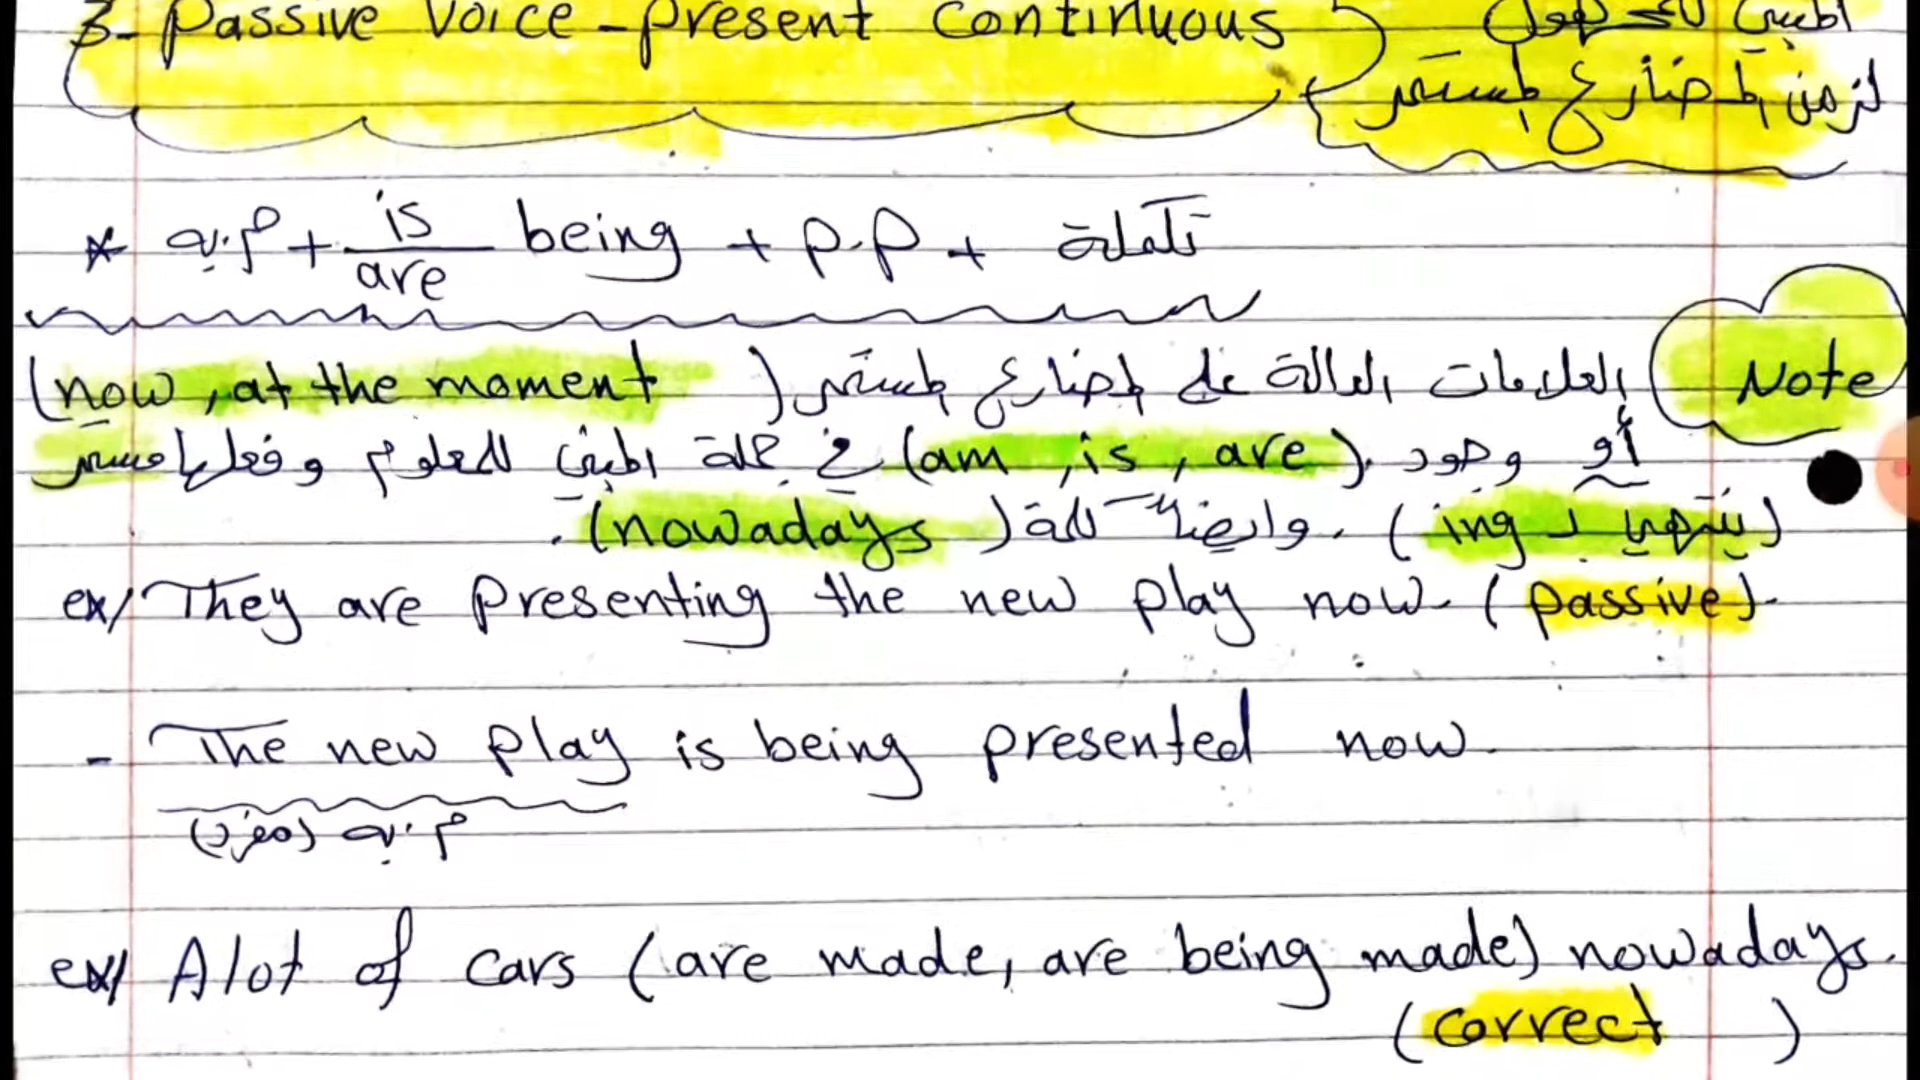 3- Passive Voice - present Continuous
المبني للمجهول
لزمن المضارع المستمر
* م.به + is/are being + p.p + تكملة
Note العلامات الدالة على المضارع المستمر (now, at the moment)
أو وجود (am, is, are) في جملة المبني للمعلوم وفعلها مستمر
(ينتهي بـ ing). وايضاً كلمة (nowadays).
ex/ They are presenting the new play now. (passive).
- The new play is being presented now.
م.به (مفرد)
ex/ A lot of cars (are made, are being made) nowadays.
(correct)